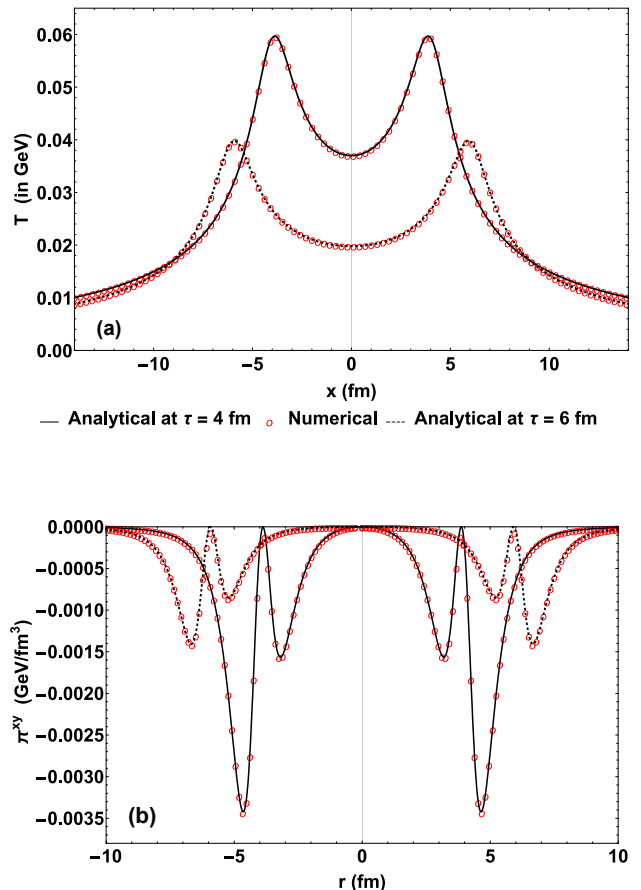 0.06
0.05
0.04
0.03
0.02
0.01
0.00
T (in GeV)
(a)
−10 −5 0 5 10
x (fm)
Analytical at τ = 4 fm Numerical Analytical at τ = 6 fm
0.0000
−0.0005
−0.0010
−0.0015
−0.0020
−0.0025
−0.0030
−0.0035
π^xy (GeV/fm³)
(b)
−10 −5 0 5 10
r (fm)